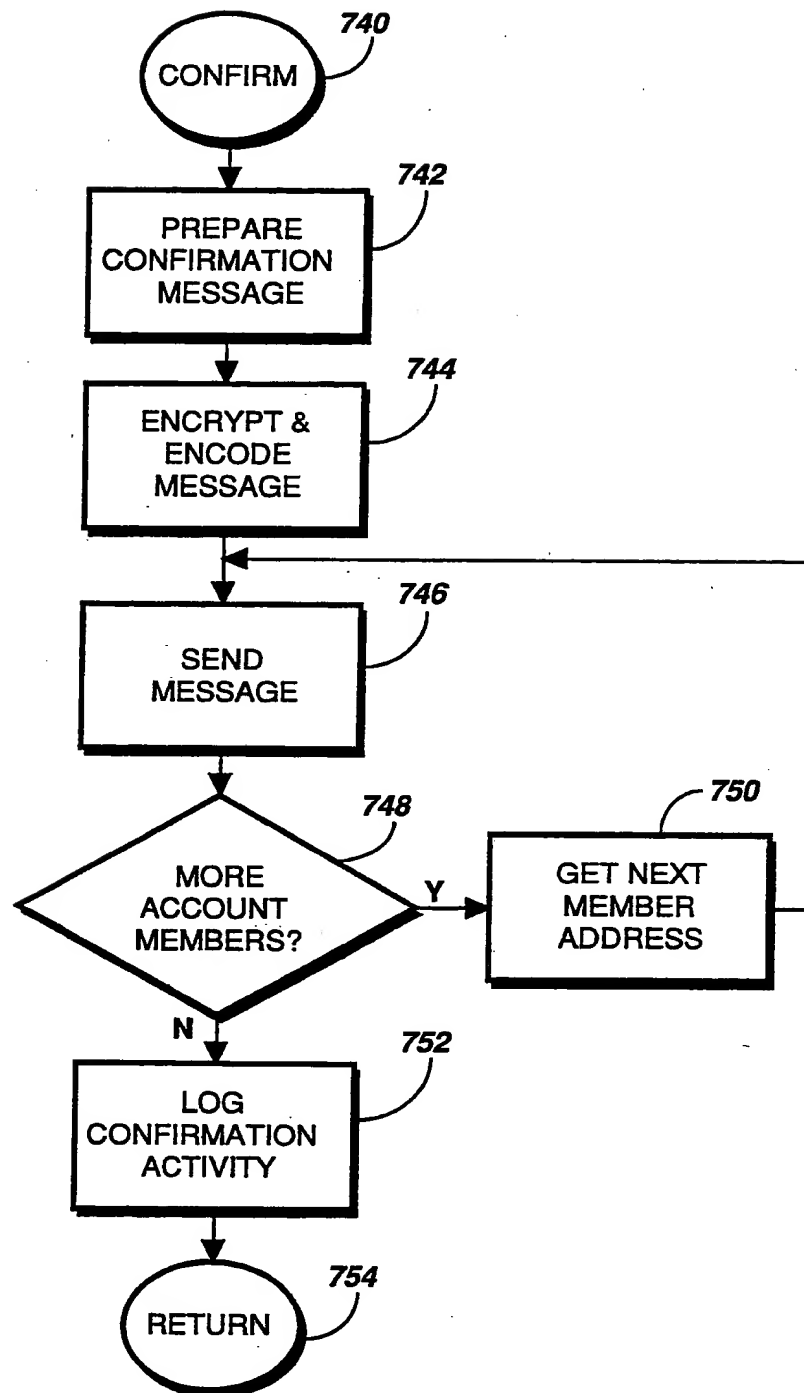 740
CONFIRM
742
PREPARE
CONFIRMATION
MESSAGE
744
ENCRYPT &
ENCODE
MESSAGE
746
SEND
MESSAGE
748
MORE
ACCOUNT
MEMBERS?
Y
750
GET NEXT
MEMBER
ADDRESS
N
752
LOG
CONFIRMATION
ACTIVITY
754
RETURN